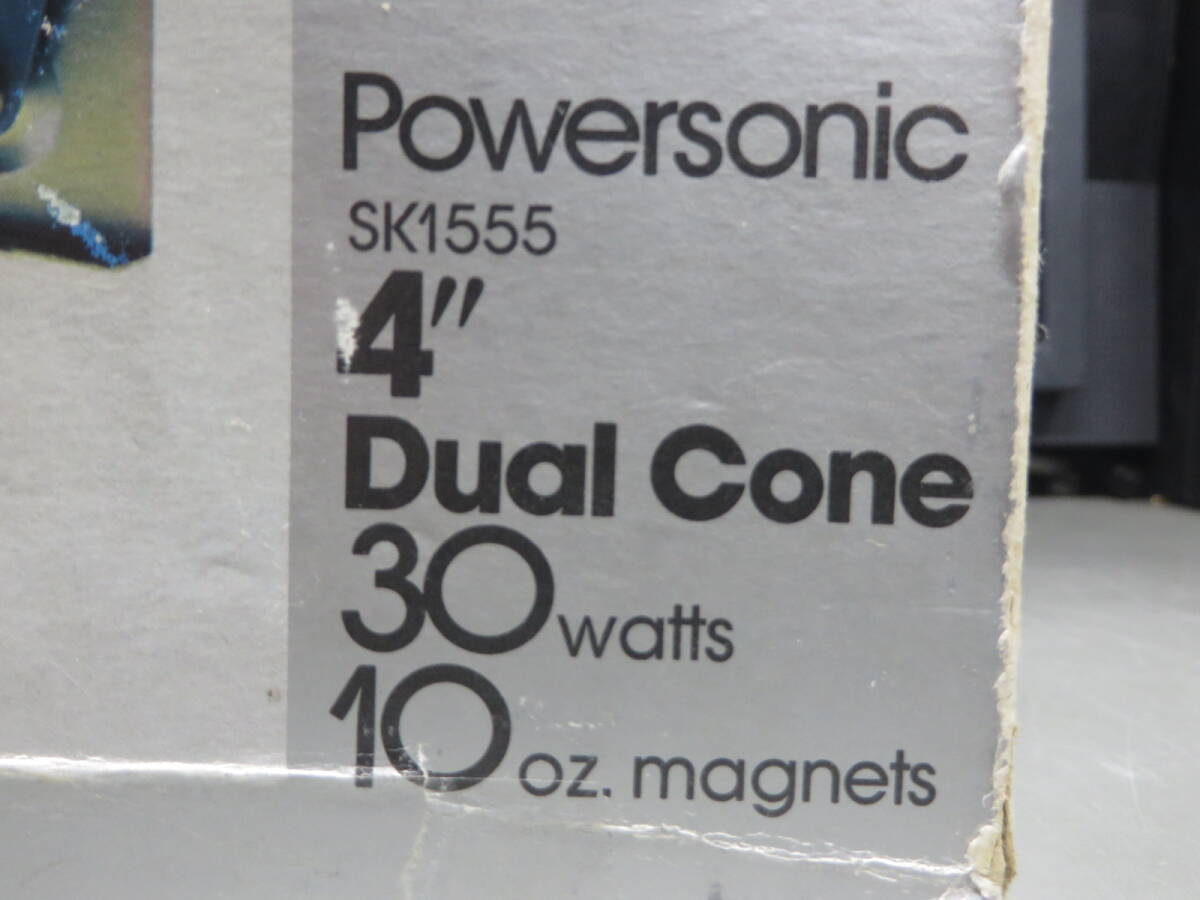 Powersonic
SK1555
4"
Dual Cone
30 watts
10 oz. magnets